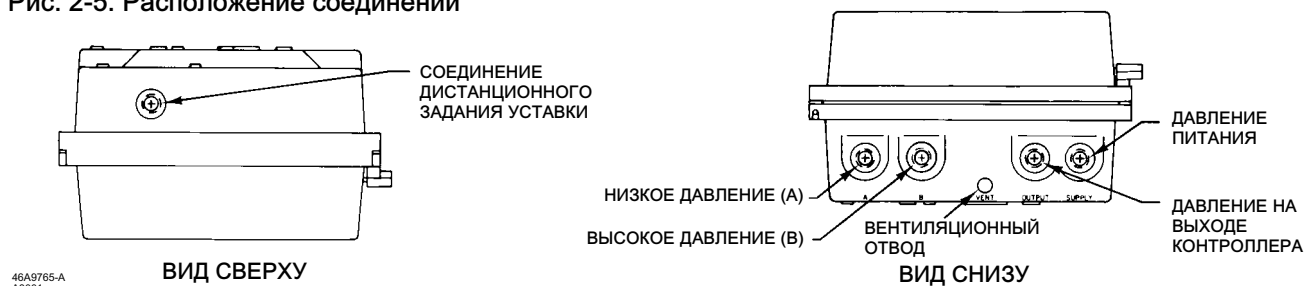 Рис. 2-5. Расположение соединений
СОЕДИНЕНИЕ
ДИСТАНЦИОННОГО
ЗАДАНИЯ УСТАВКИ
ВИД СВЕРХУ
46A9765-A
ДАВЛЕНИЕ
ПИТАНИЯ
НИЗКОЕ ДАВЛЕНИЕ (A)
ВЫСОКОЕ ДАВЛЕНИЕ (B)
A
B
VENT
OUTPUT
SUPPLY
ВЕНТИЛЯЦИОННЫЙ
ОТВОД
ДАВЛЕНИЕ НА
ВЫХОДЕ
КОНТРОЛЛЕРА
ВИД СНИЗУ